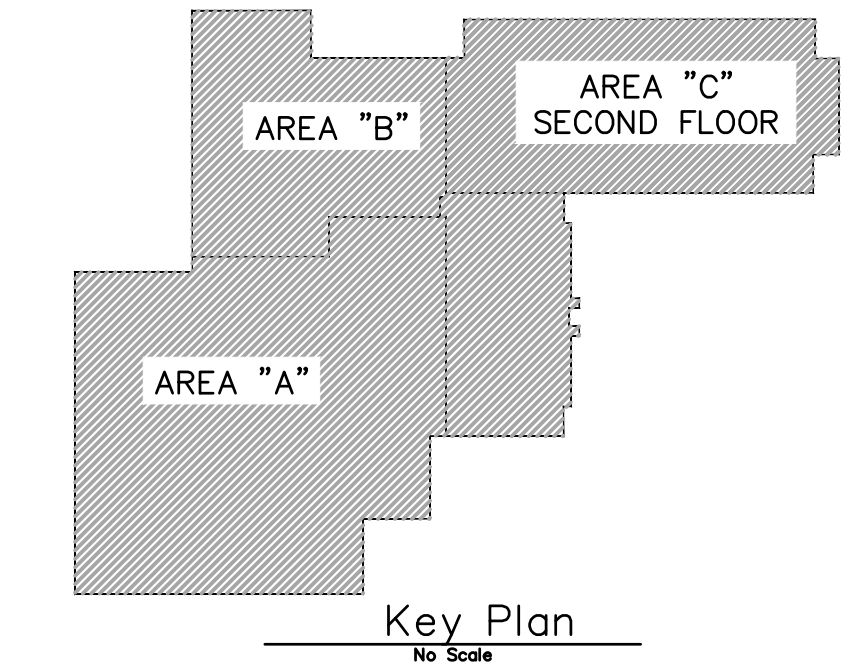 AREA "B"
AREA "C"
SECOND FLOOR
AREA "A"
Key Plan
No Scale